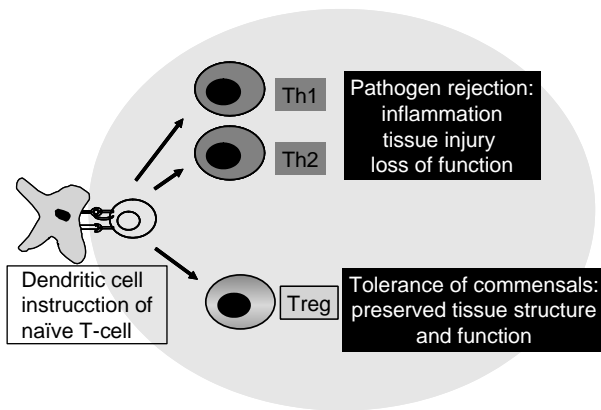 Th1
Pathogen rejection:
inflammation
tissue injury
loss of function
Th2
Dendritic cell
instrucction of
naïve T-cell
Treg
Tolerance of commensals:
preserved tissue structure
and function